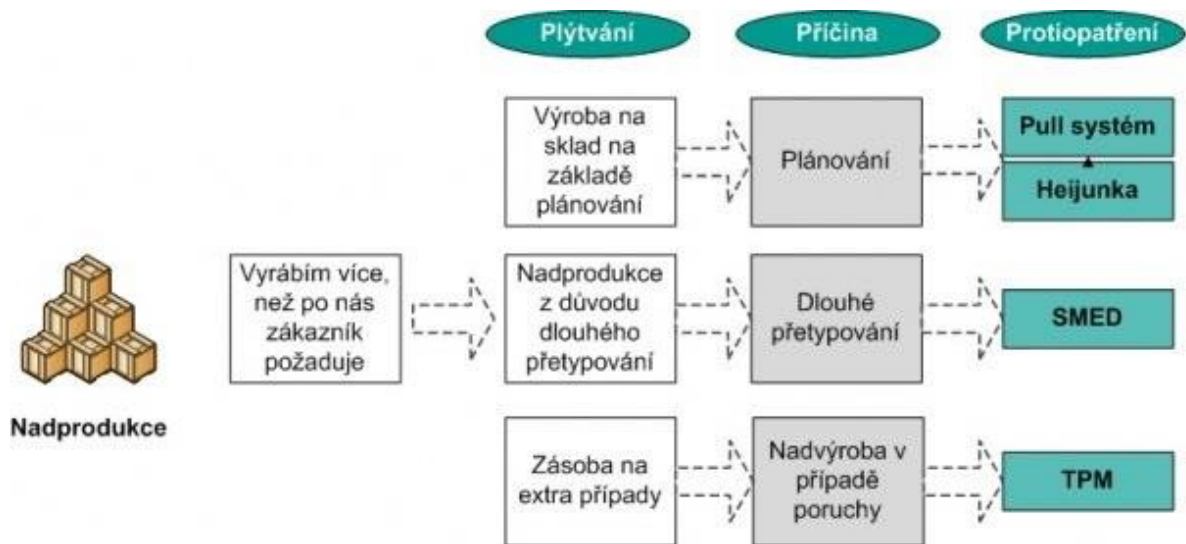 Plýtvání
Příčina
Protiopatření
Výroba na
sklad na
základě
plánování
Plánování
Pull systém
Heijunka
Vyrábím více,
než po nás
zákazník
požaduje
Nadprodukce
z důvodu
dlouhého
přetypování
Dlouhé
přetypování
SMED
Nadprodukce
Zásoba na
extra případy
Nadvýroba v
případě
poruchy
TPM